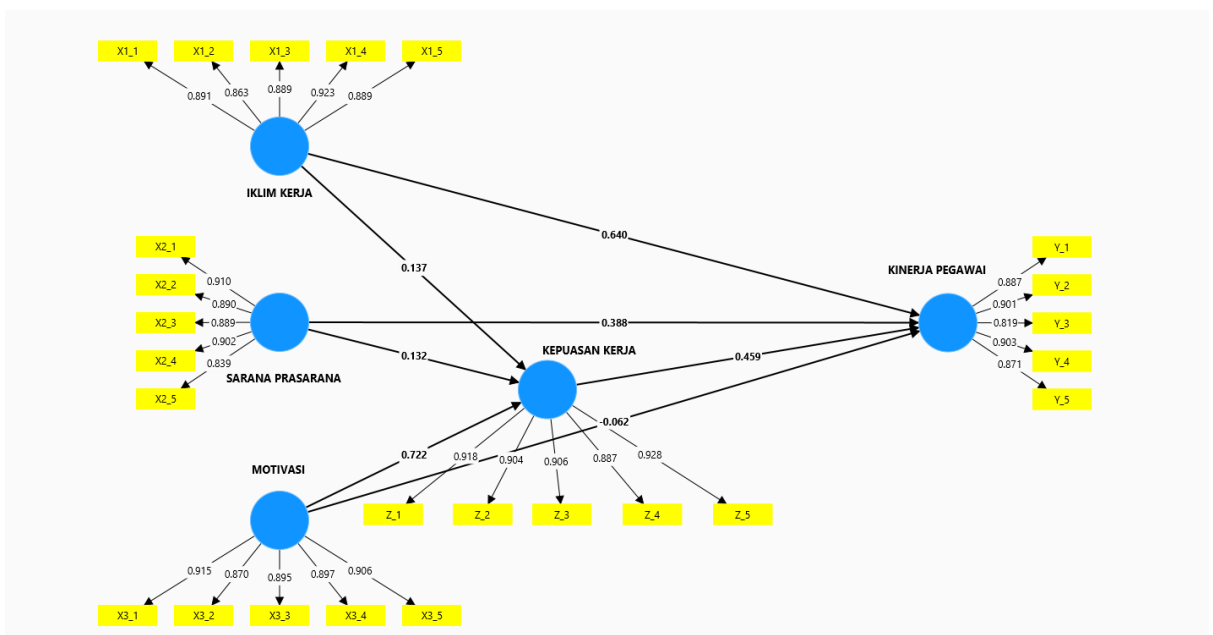 X1_1 X1_2 X1_3 X1_4 X1_5
0.891 0.863 0.889 0.923 0.889
IKLIM KERJA
0.640
0.137
X2_1
X2_2
X2_3
X2_4
X2_5
0.910
0.890
0.889
0.902
0.839
SARANA PRASARANA
0.388
0.132
KEPUASAN KERJA
0.459
-0.062
0.722
KINERJA PEGAWAI
0.887
0.901
0.819
0.903
0.871
Y_1
Y_2
Y_3
Y_4
Y_5
0.918 0.904 0.906 0.887 0.928
Z_1 Z_2 Z_3 Z_4 Z_5
MOTIVASI
0.915 0.870 0.895 0.897 0.906
X3_1 X3_2 X3_3 X3_4 X3_5